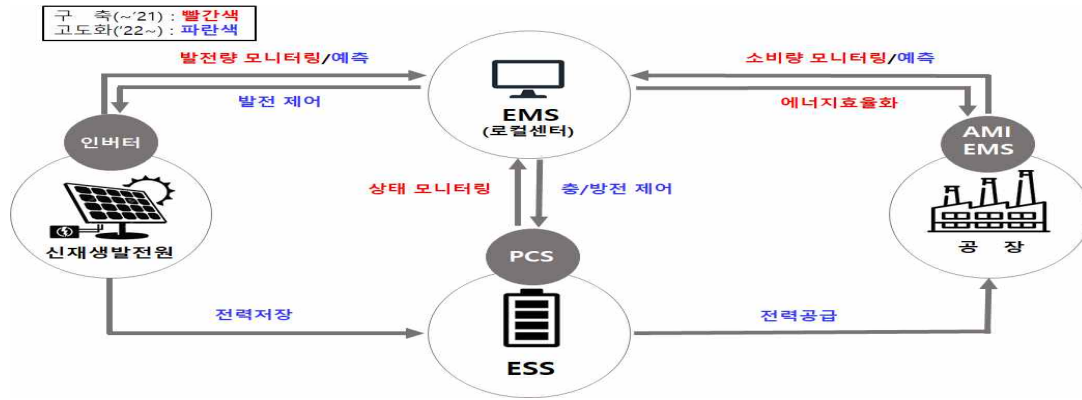 구 축(~'21) : 빨간색
고도화('22~) : 파란색
발전량 모니터링/예측
소비량 모니터링/예측
발전 제어
에너지효율화
EMS
(로컬센터)
인버터
AMI
EMS
상태 모니터링
충/방전 제어
신재생발전원
공 장
PCS
전력저장
전력공급
ESS